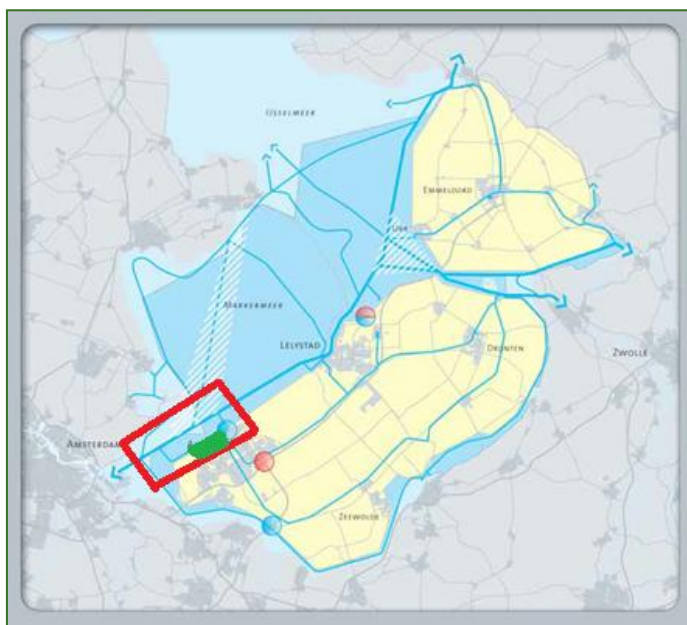 IJSSELMEER
EMMELOORD
URK
MARKERMEER
LELYSTAD
DRONTEN
ZWOLLE
AMSTERDAM
ZEEWOLDE